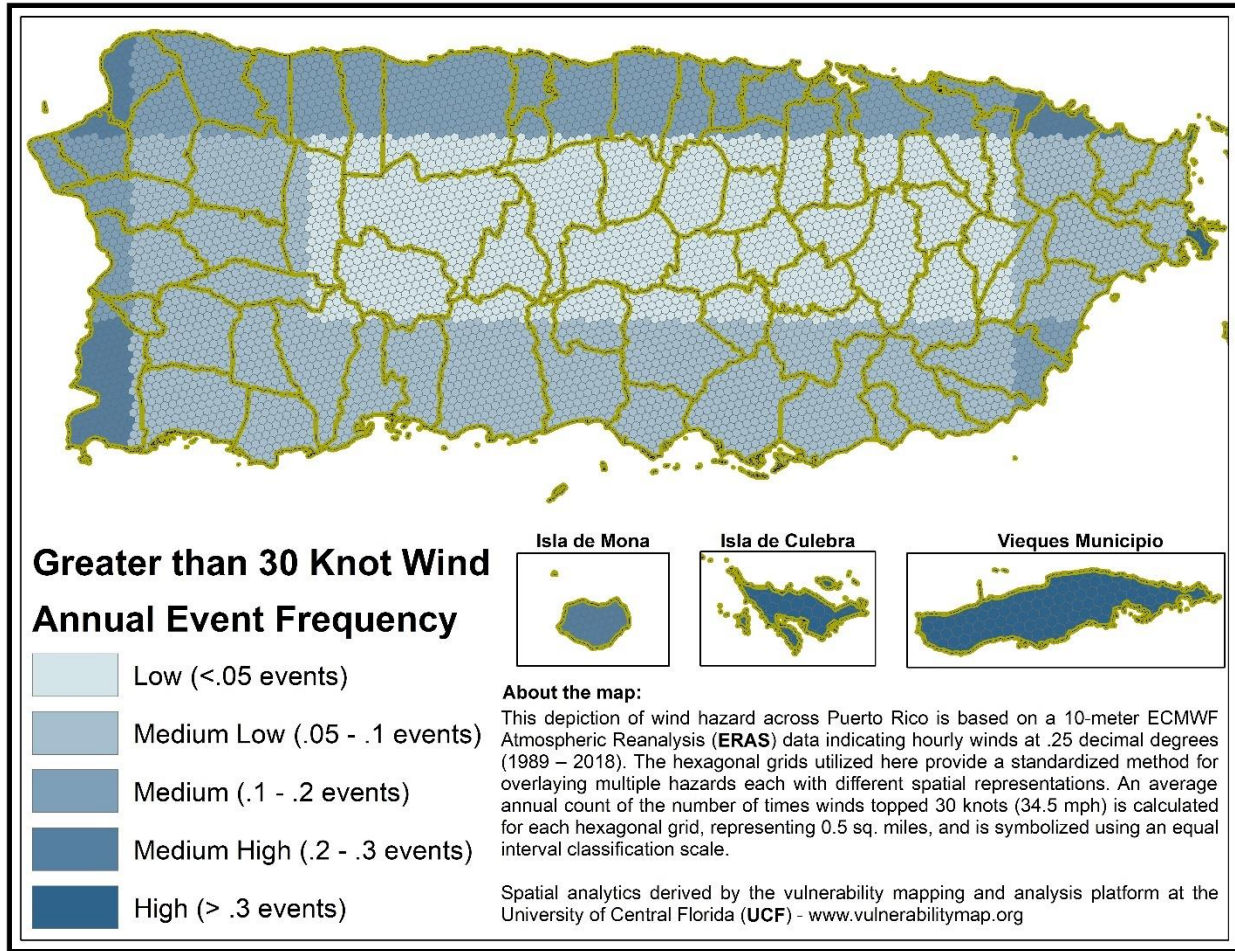 Isla de Mona
Isla de Culebra
Vieques Municipio
Greater than 30 Knot Wind
Annual Event Frequency
Low (<.05 events)
Medium Low (.05 - .1 events)
Medium (.1 - .2 events)
Medium High (.2 - .3 events)
High (> .3 events)
About the map:
This depiction of wind hazard across Puerto Rico is based on a 10-meter ECMWF
Atmospheric Reanalysis (ERAS) data indicating hourly winds at .25 decimal degrees
(1989 – 2018). The hexagonal grids utilized here provide a standardized method for
overlaying multiple hazards each with different spatial representations. An average
annual count of the number of times winds topped 30 knots (34.5 mph) is calculated
for each hexagonal grid, representing 0.5 sq. miles, and is symbolized using an equal
interval classification scale.
Spatial analytics derived by the vulnerability mapping and analysis platform at the
University of Central Florida (UCF) - www.vulnerabilitymap.org